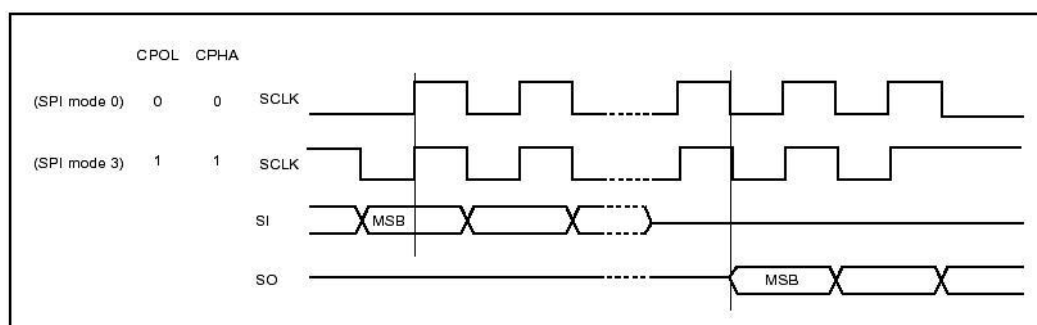 CPOL CPHA
(SPI mode 0) 0 0 SCLK
(SPI mode 3) 1 1 SCLK
SI MSB
SO MSB